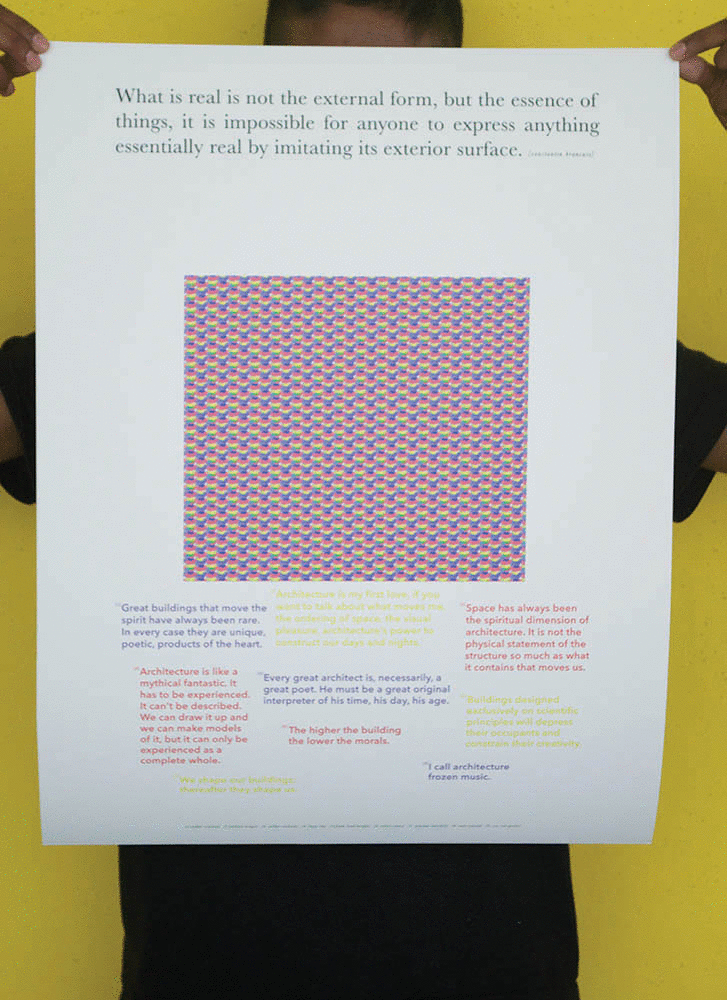 What is real is not the external form, but the essence of
things, it is impossible for anyone to express anything
essentially real by imitating its exterior surface. [constantin brancusi]
Great buildings that move the
spirit have always been rare.
In every case they are unique,
poetic, products of the heart.
Architecture is my first love, if you
want to talk about what moves me,
the ordering of space, the visual
pleasure, architecture's power to
construct our days and nights.
Space has always been
the spiritual dimension of
architecture. It is not the
physical statement of the
structure so much as what
it contains that moves us.
Architecture is like a
mythical fantastic. It
has to be experienced.
It can't be described.
We can draw it up and
we can make models
of it, but it can only be
experienced as a
complete whole.
Every great architect is, necessarily, a
great poet. He must be a great original
interpreter of his time, his day, his age.
Buildings designed
exclusively on scientific
principles will depress
their occupants and
constrain their creativity.
The higher the building
the lower the morals.
I call architecture
frozen music.
We shape our buildings;
thereafter they shape us.